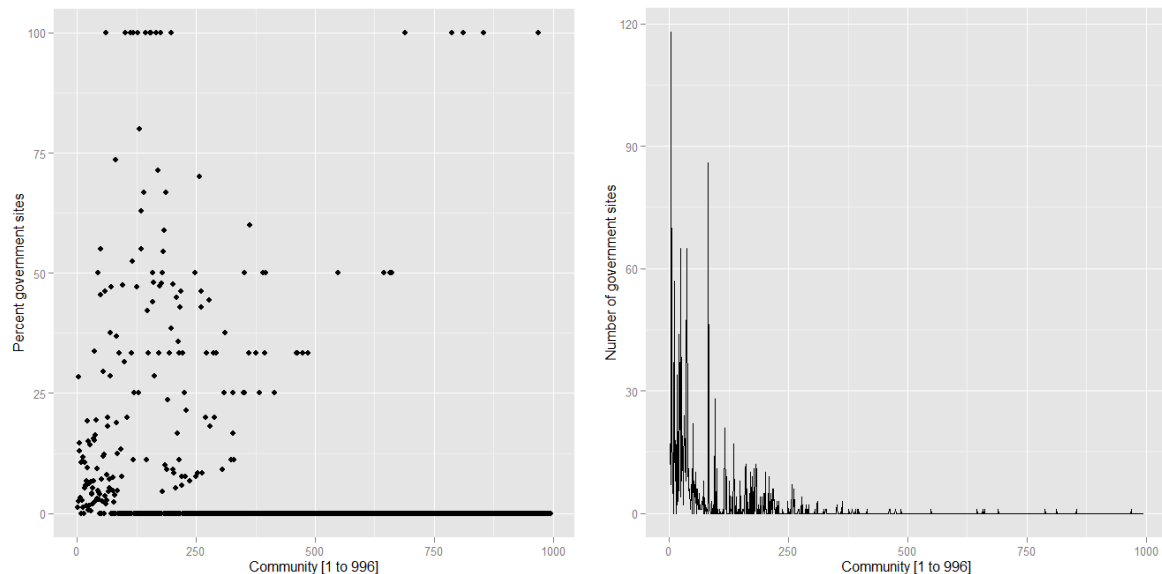 Percent government sites
100
75
50
25
0
0 250 500 750 1000
Community [1 to 996]
Number of government sites
120
90
60
30
0
0 250 500 750 1000
Community [1 to 996]